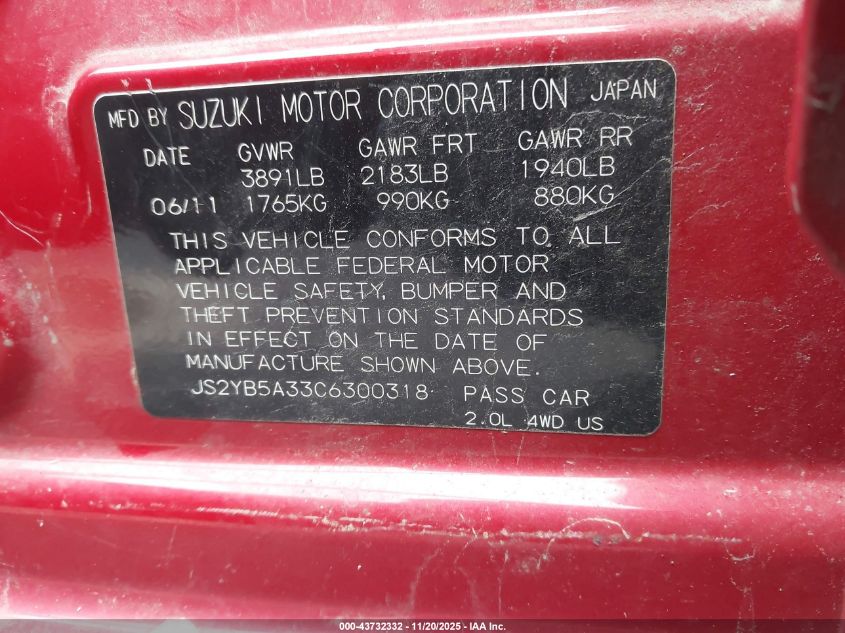 MFD BY SUZUKI MOTOR CORPORATION JAPAN
DATE GVWR GAWR FRT GAWR RR
3891LB 2183LB 1940LB
06/11 1765KG 990KG 880KG
THIS VEHICLE CONFORMS TO ALL
APPLICABLE FEDERAL MOTOR
VEHICLE SAFETY, BUMPER AND
THEFT PREVENTION STANDARDS
IN EFFECT ON THE DATE OF
MANUFACTURE SHOWN ABOVE.
JS2YB5A33C6300318 PASS CAR
2.0L 4WD US
000-43732332 - 11/20/2025 - IAA Inc.